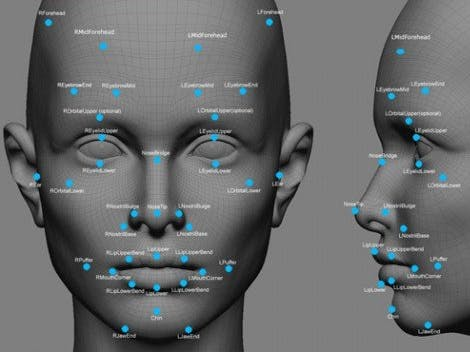 RForehead
LForehead
RMidForehead
LMidForehead
REyebrowEnd
REyebrowMid
LEyebrowMid
LEyebrowEnd
ROrbitalUpper(optional)
LOrbitalUpper(optional)
REyelidUpper
LEyelidUpper
NoseBridge
REyelidLower
LEyelidLower
REar
ROrbitalLower
LOrbitalLower
LEar
RNostrilBulge
NoseTip
LNostrilBulge
RNostrilBase
LNostrilBase
RLipUpperBend
LipUpper
LLipUpperBend
RPuffer
LPuffer
RMouthCorner
LMouthCorner
RLipLowerBend
LipLower
LLipLowerBend
Chin
RJawEnd
LJawEnd
LMidForehead
LEyebrowEnd
LEyebrowMid
LOrbitalUpper(optional)
LEyelidUpper
NoseBridge
LEyelidLower
LOrbitalLower
NoseTip
LNostrilBulge
LNostrilBase
LipUpper
LLipUpperBend
LPuffer
LMouthCorner
LipLower
LLipLowerBend
Chin
LJawEnd